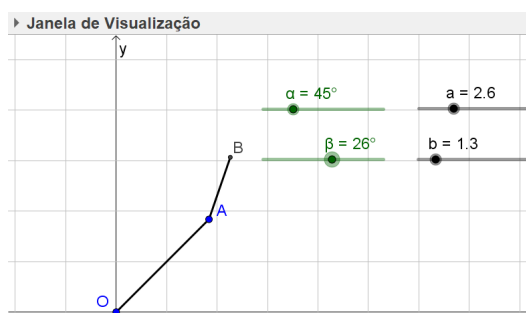 Janela de Visualização
y
α = 45°
a = 2.6
β = 26°
b = 1.3
B
A
O